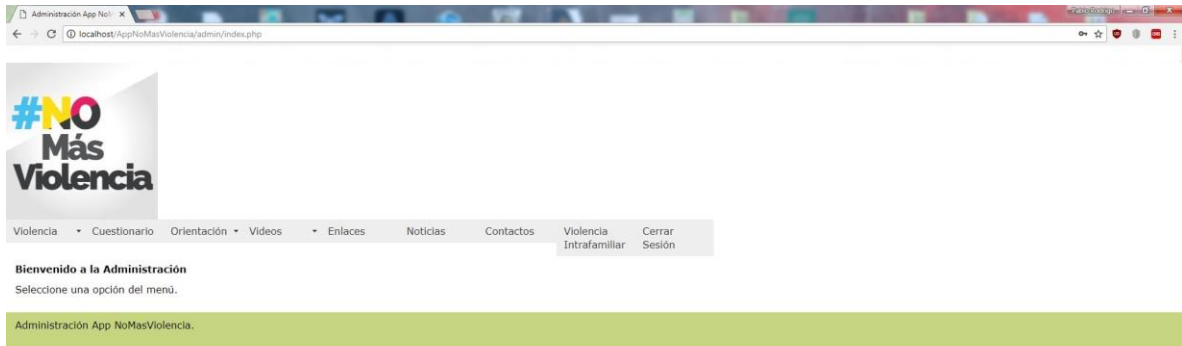 Administración App NoM
localhost/AppNoMasViolencia/admin/index.php
#NO
Más
Violencia
Violencia Cuestionario Orientación Videos Enlaces Noticias Contactos Violencia Intrafamiliar Cerrar Sesión
Bienvenido a la Administración
Seleccione una opción del menú.
Administración App NoMasViolencia.